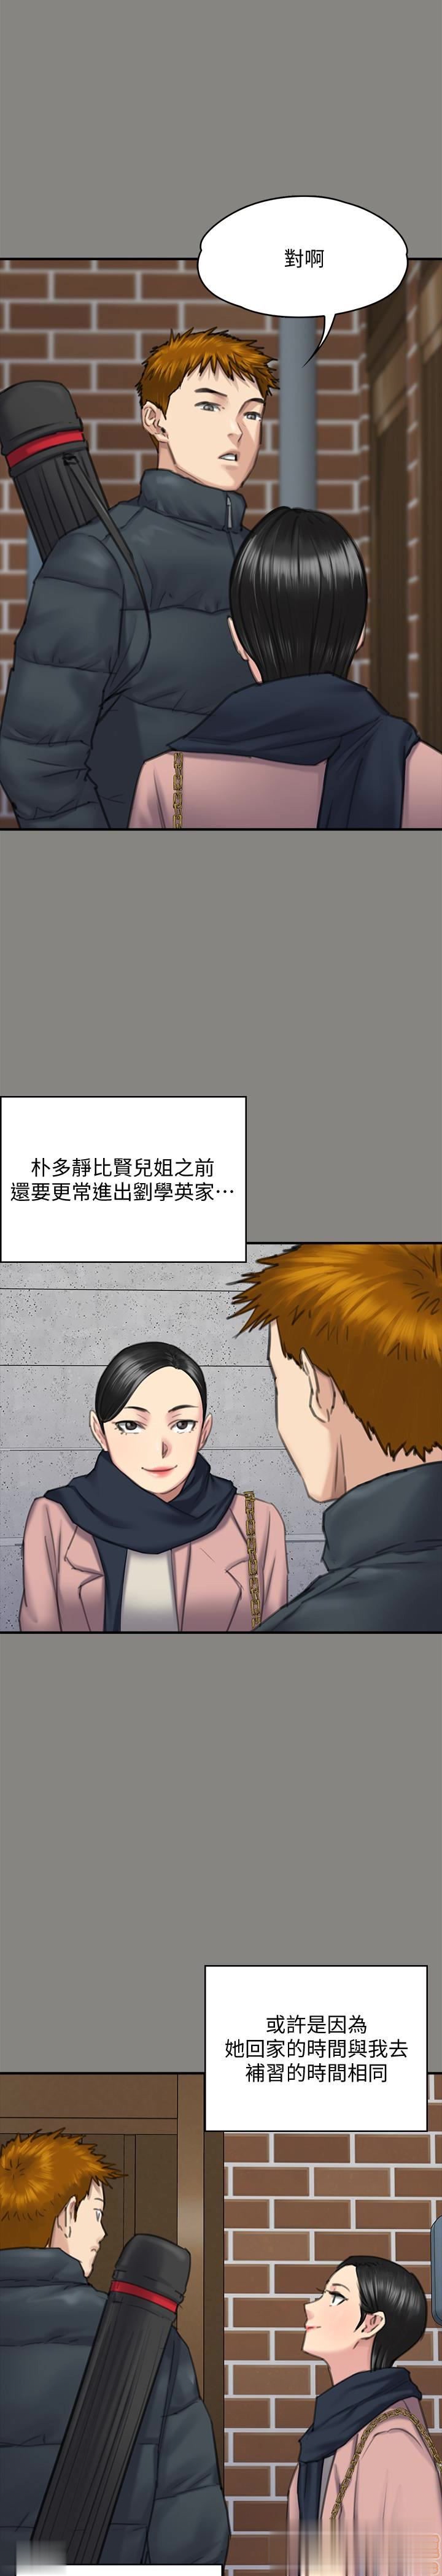 對啊
朴多靜比賢兒姐之前
還要更常進出劉學英家…
或許是因為
她回家的時間與我去
補習的時間相同